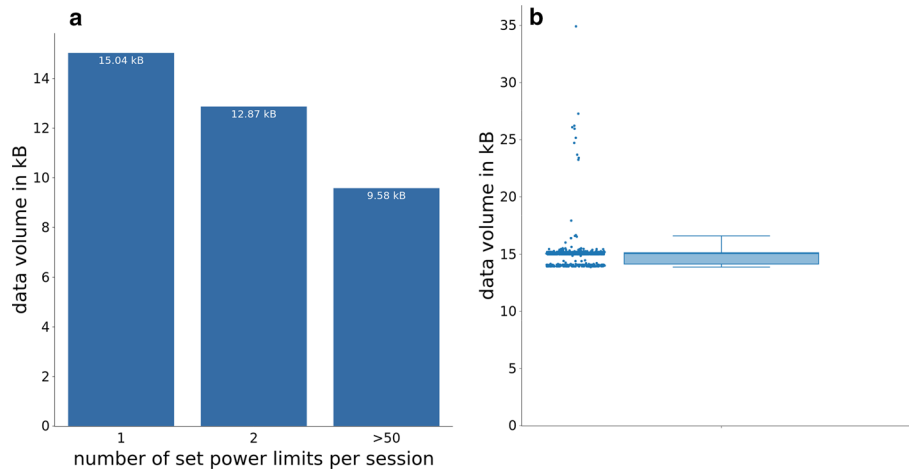 a
data volume in kB
14
12
10
8
6
4
2
0
15.04 kB
12.87 kB
9.58 kB
1 2 >50
number of set power limits per session
b
data volume in kB
35
30
25
20
15
10
5
0